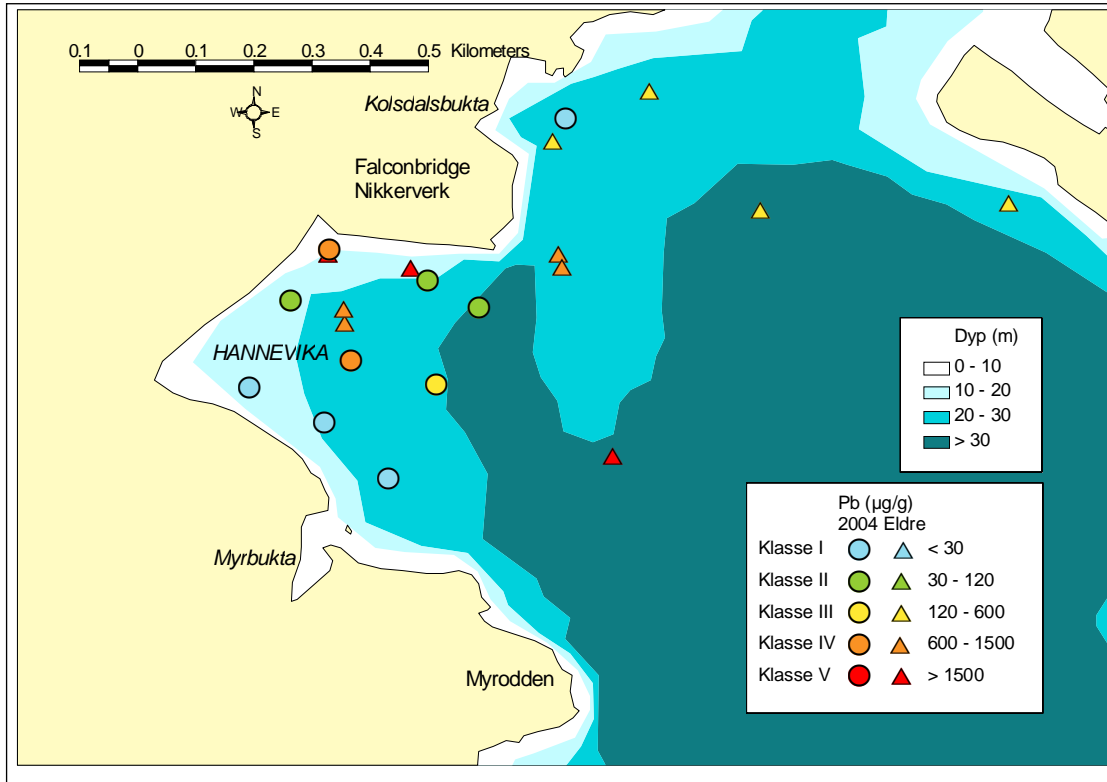 0.1 0 0.1 0.2 0.3 0.4 0.5 Kilometers
N
W E
S
Kolsdalsbukta
Falconbridge
Nikkerverk
HANNEVIKA
Myrbukta
Myrodden
Dyp (m)
0 - 10
10 - 20
20 - 30
> 30
Pb (µg/g)
2004 Eldre
Klasse I < 30
Klasse II 30 - 120
Klasse III 120 - 600
Klasse IV 600 - 1500
Klasse V > 1500